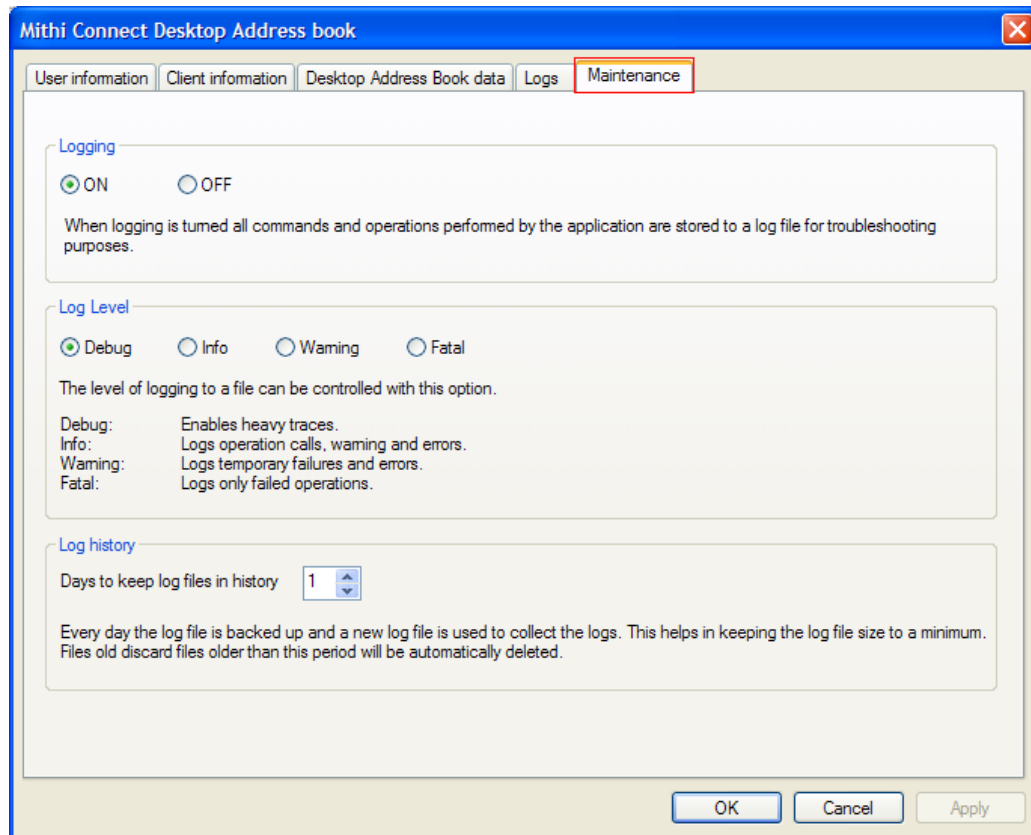 Mithi Connect Desktop Address book
User information Client information Desktop Address Book data Logs Maintenance
Logging
ON OFF
When logging is turned all commands and operations performed by the application are stored to a log file for troubleshooting
purposes.
Log Level
Debug Info Warning Fatal
The level of logging to a file can be controlled with this option.
Debug: Enables heavy traces.
Info: Logs operation calls, warning and errors.
Warning: Logs temporary failures and errors.
Fatal: Logs only failed operations.
Log history
Days to keep log files in history 1
Every day the log file is backed up and a new log file is used to collect the logs. This helps in keeping the log file size to a minimum.
Files old discard files older than this period will be automatically deleted.
OK Cancel Apply